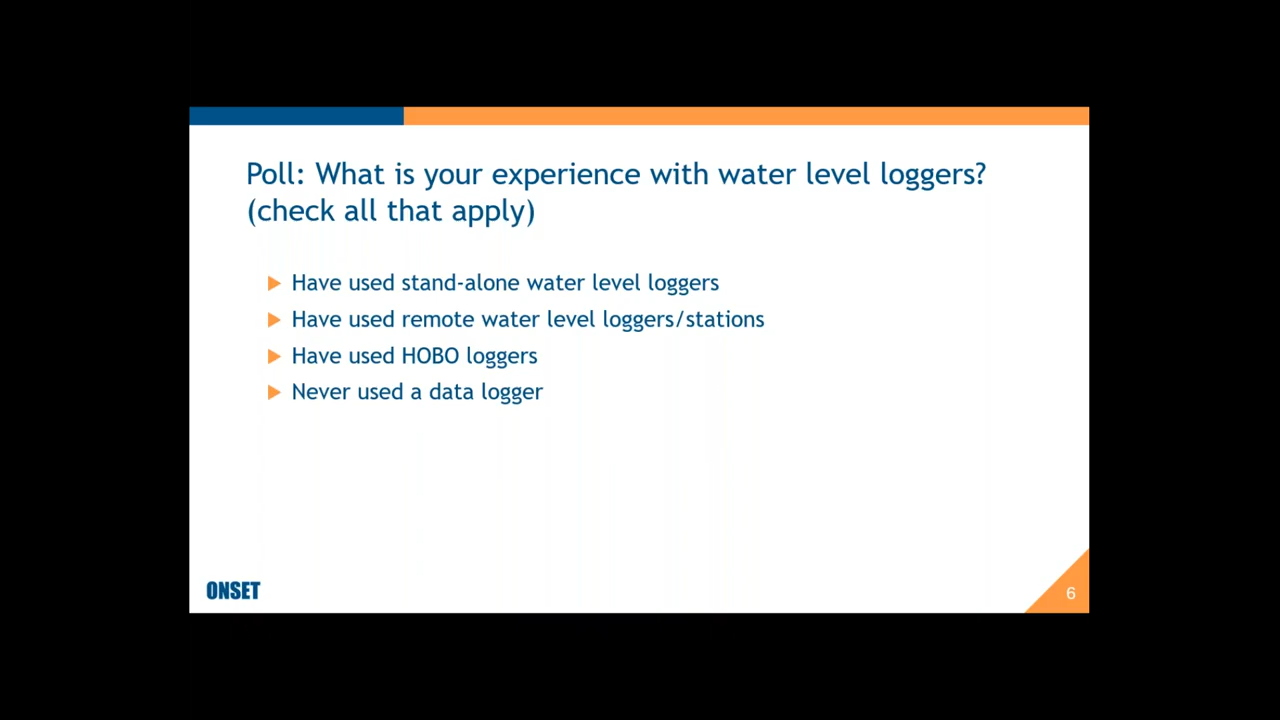 Poll: What is your experience with water level loggers?
(check all that apply)
Have used stand-alone water level loggers
Have used remote water level loggers/stations
Have used HOBO loggers
Never used a data logger
ONSET
6